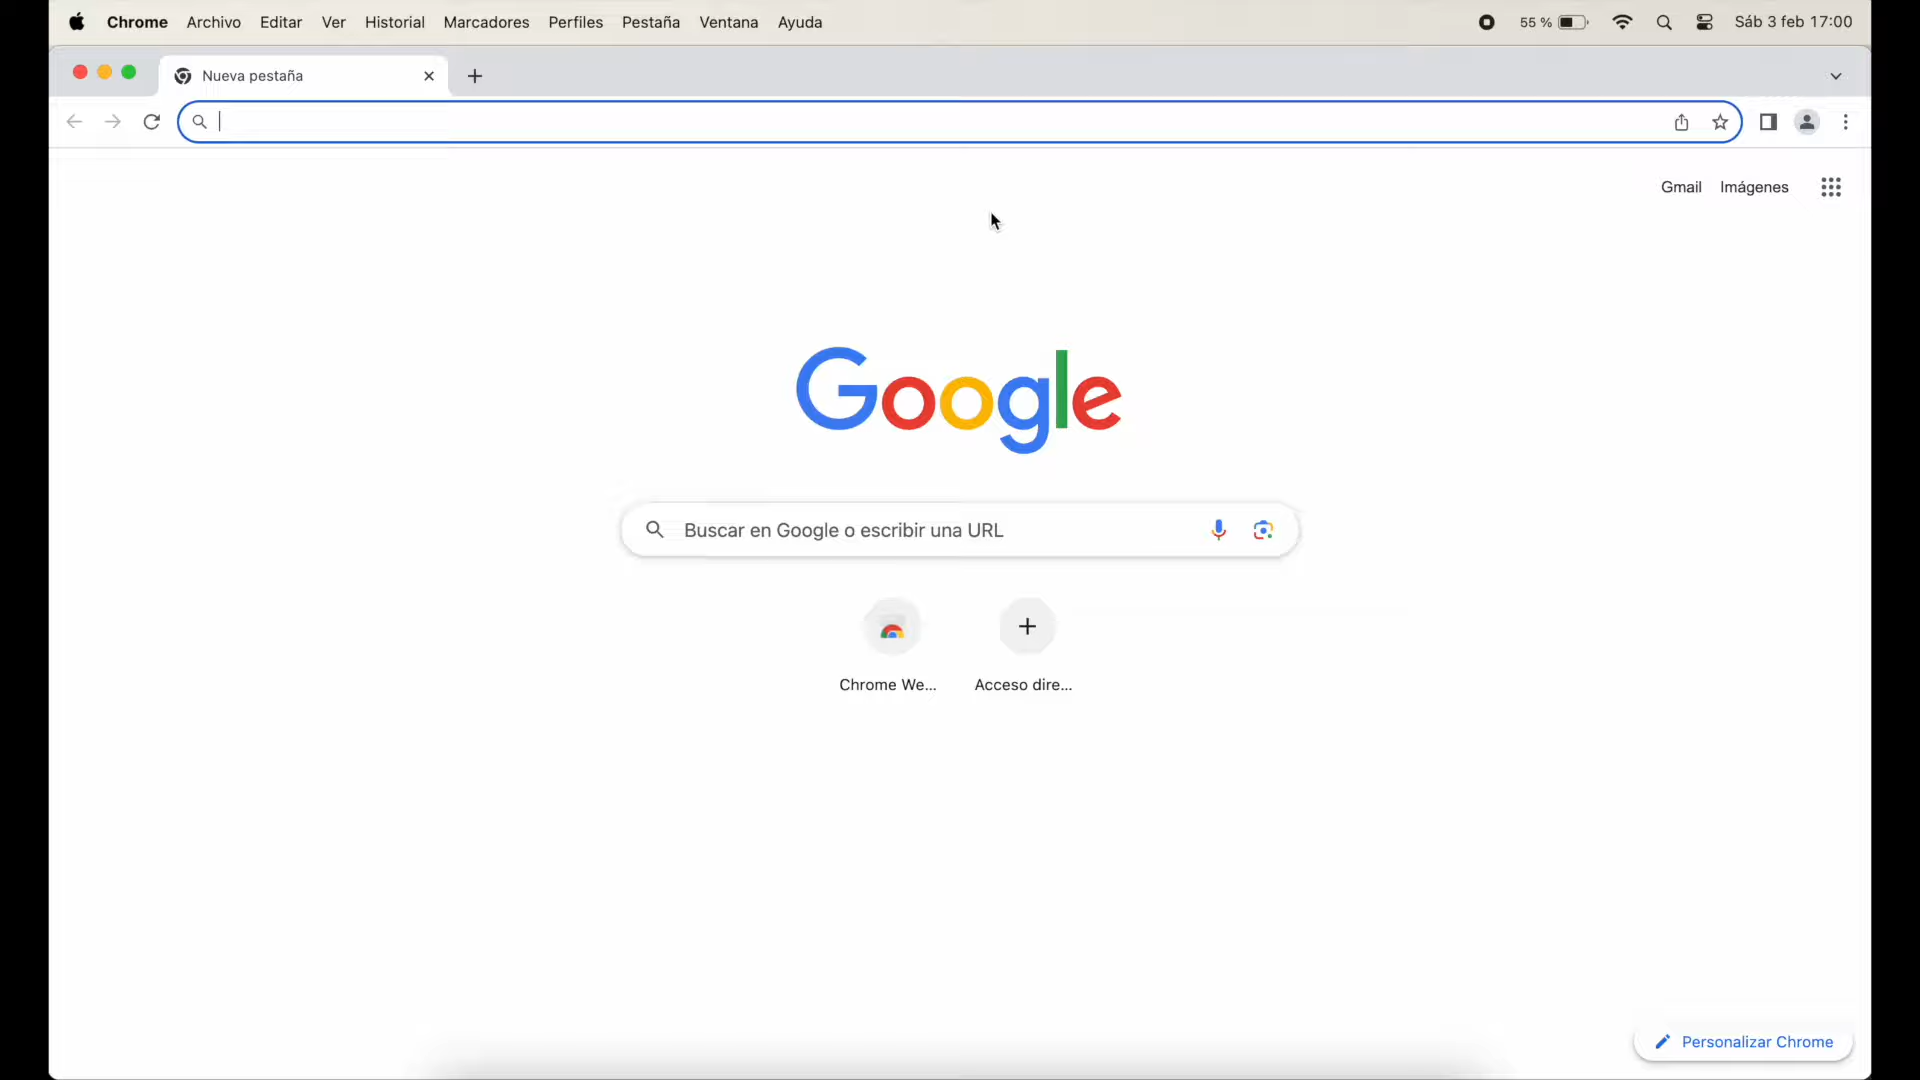 Chrome Archivo Editar Ver Historial Marcadores Perfiles Pestaña Ventana Ayuda 55 % Sáb 3 feb 17:00
Nueva pestaña
Gmail Imágenes
Google
Buscar en Google o escribir una URL
Chrome We... Acceso dire...
Personalizar Chrome